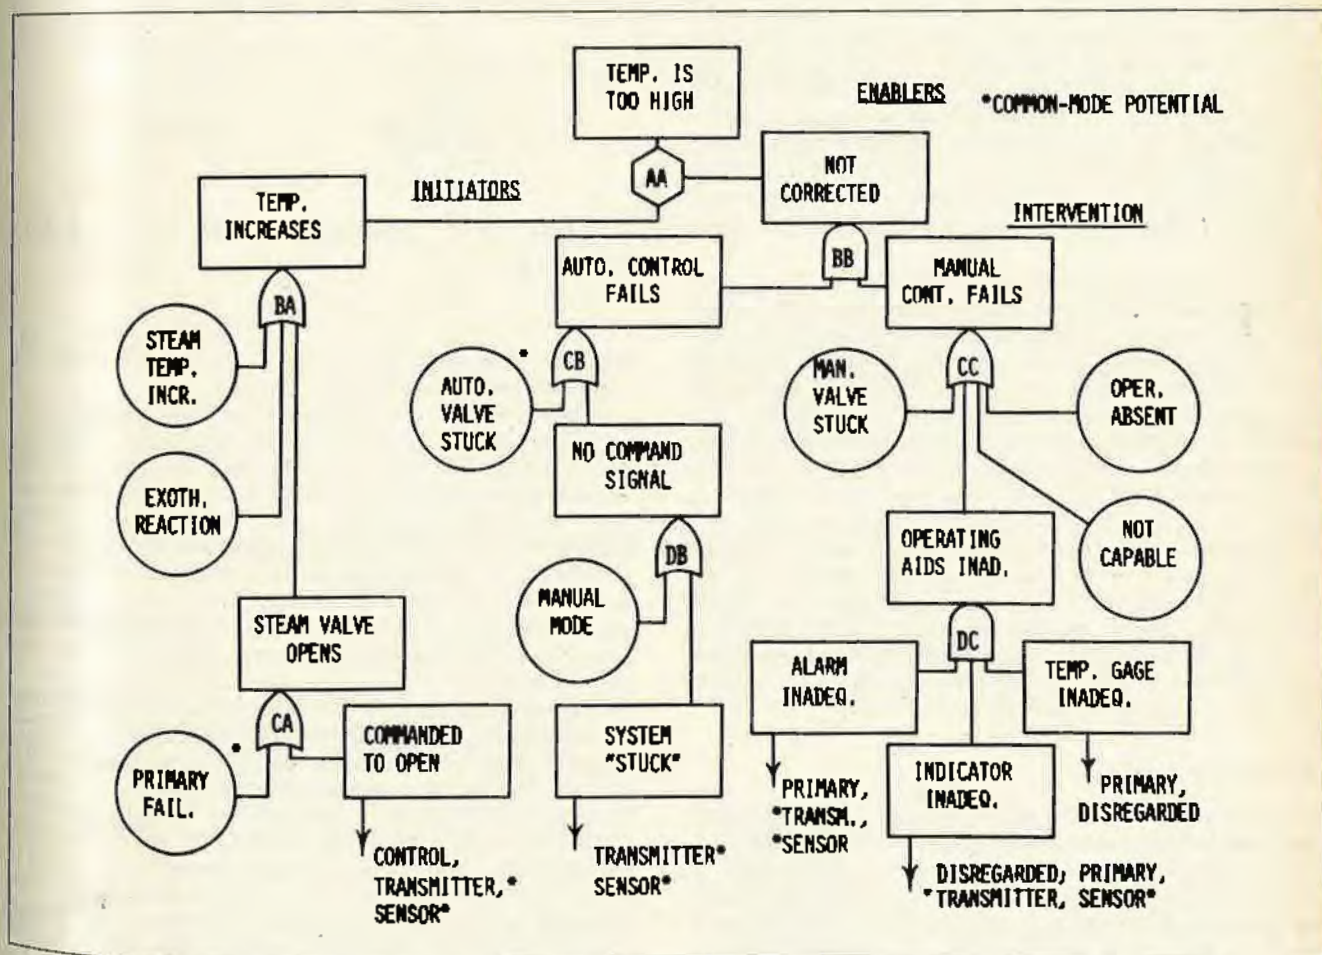 TEMP. IS
TOO HIGH
ENABLERS
*COMMON-MODE POTENTIAL
AA
NOT
CORRECTED
INITIATORS
TEMP.
INCREASES
INTERVENTION
BB
AUTO. CONTROL
FAILS
MANUAL
CONT. FAILS
BA
STEAM
TEMP.
INCR.
*
CB
AUTO.
VALVE
STUCK
MAN.
VALVE
STUCK
CC
OPER.
ABSENT
NO COMMAND
SIGNAL
EXOTH.
REACTION
OPERATING
AIDS INAD.
NOT
CAPABLE
DB
MANUAL
MODE
STEAM VALVE
OPENS
DC
ALARM
INADEQ.
TEMP. GAGE
INADEQ.
CA
*
PRIMARY
FAIL.
COMMANDED
TO OPEN
SYSTEM
"STUCK"
INDICATOR
INADEQ.
PRIMARY,
*TRANSM.,
*SENSOR
PRIMARY,
DISREGARDED
CONTROL,
TRANSMITTER,*
SENSOR*
TRANSMITTER*
SENSOR*
DISREGARDED, PRIMARY,
*TRANSMITTER, SENSOR*